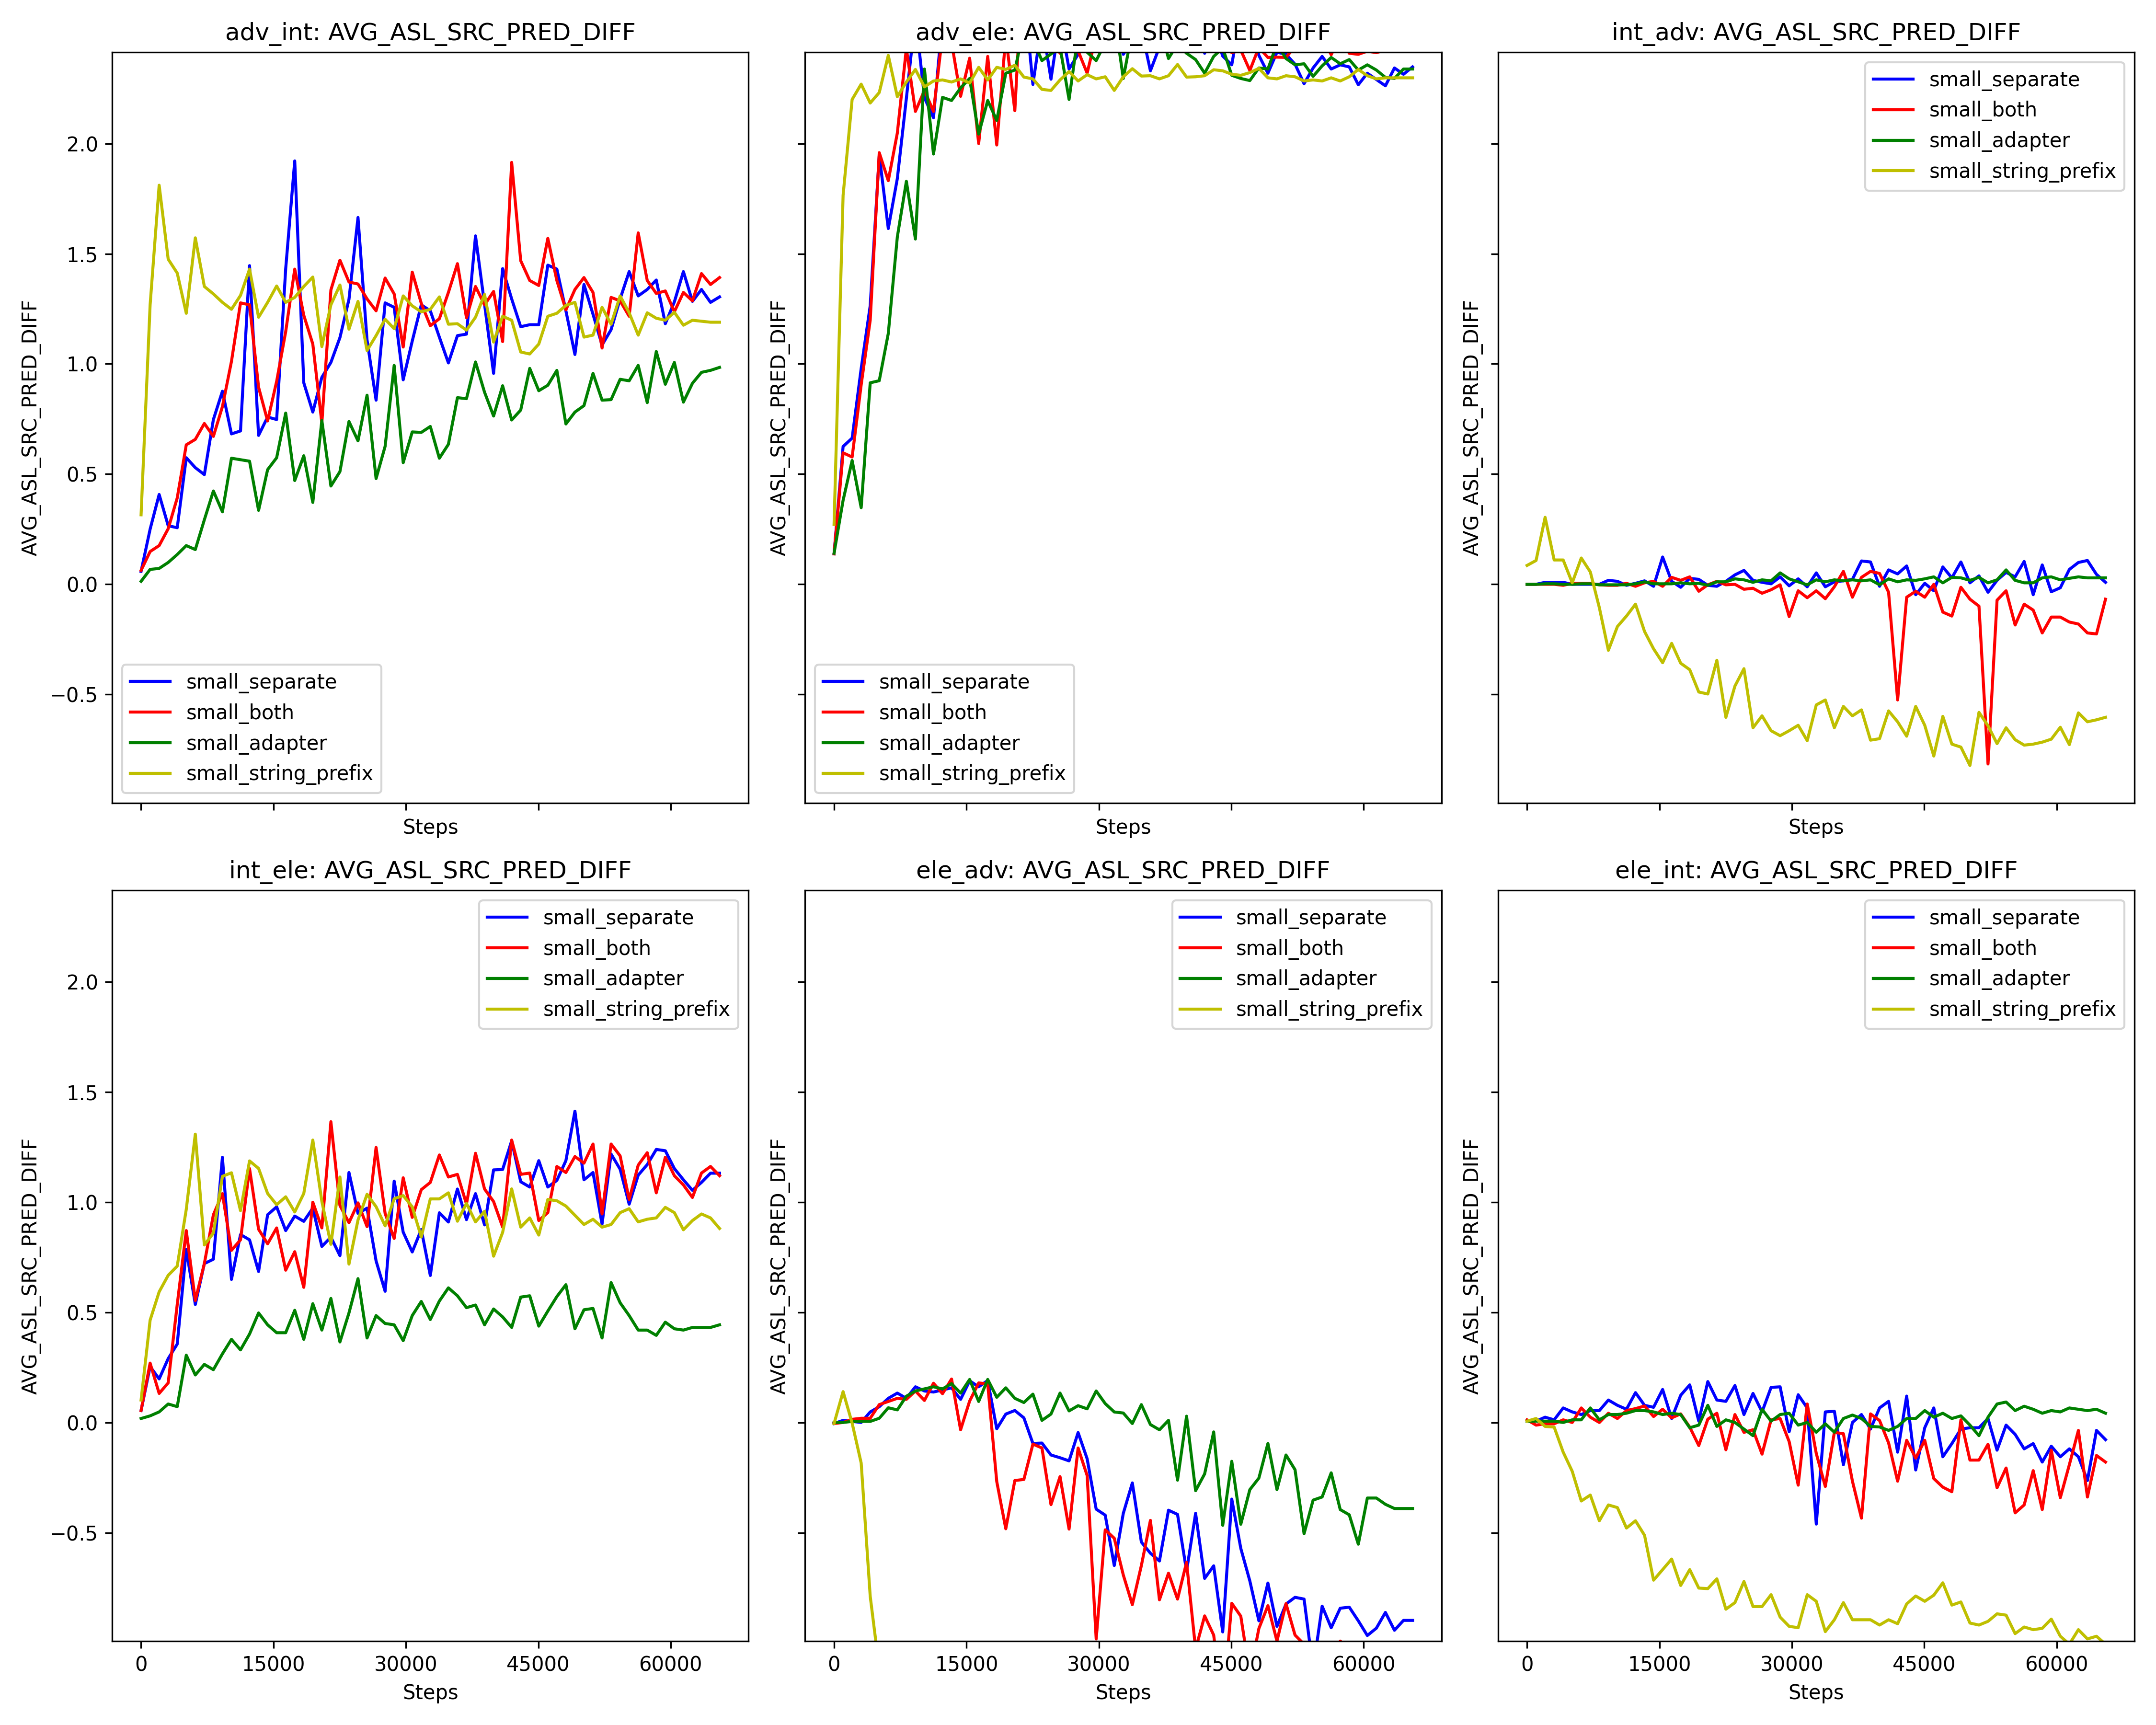 adv_int: AVG_ASL_SRC_PRED_DIFF
AVG_ASL_SRC_PRED_DIFF
2.0
1.5
1.0
0.5
0.0
−0.5
small_separate
small_both
small_adapter
small_string_prefix
Steps
adv_ele: AVG_ASL_SRC_PRED_DIFF
AVG_ASL_SRC_PRED_DIFF
small_separate
small_both
small_adapter
small_string_prefix
Steps
int_adv: AVG_ASL_SRC_PRED_DIFF
AVG_ASL_SRC_PRED_DIFF
small_separate
small_both
small_adapter
small_string_prefix
Steps
int_ele: AVG_ASL_SRC_PRED_DIFF
AVG_ASL_SRC_PRED_DIFF
2.0
1.5
1.0
0.5
0.0
−0.5
small_separate
small_both
small_adapter
small_string_prefix
0 15000 30000 45000 60000
Steps
ele_adv: AVG_ASL_SRC_PRED_DIFF
AVG_ASL_SRC_PRED_DIFF
small_separate
small_both
small_adapter
small_string_prefix
0 15000 30000 45000 60000
Steps
ele_int: AVG_ASL_SRC_PRED_DIFF
AVG_ASL_SRC_PRED_DIFF
small_separate
small_both
small_adapter
small_string_prefix
0 15000 30000 45000 60000
Steps